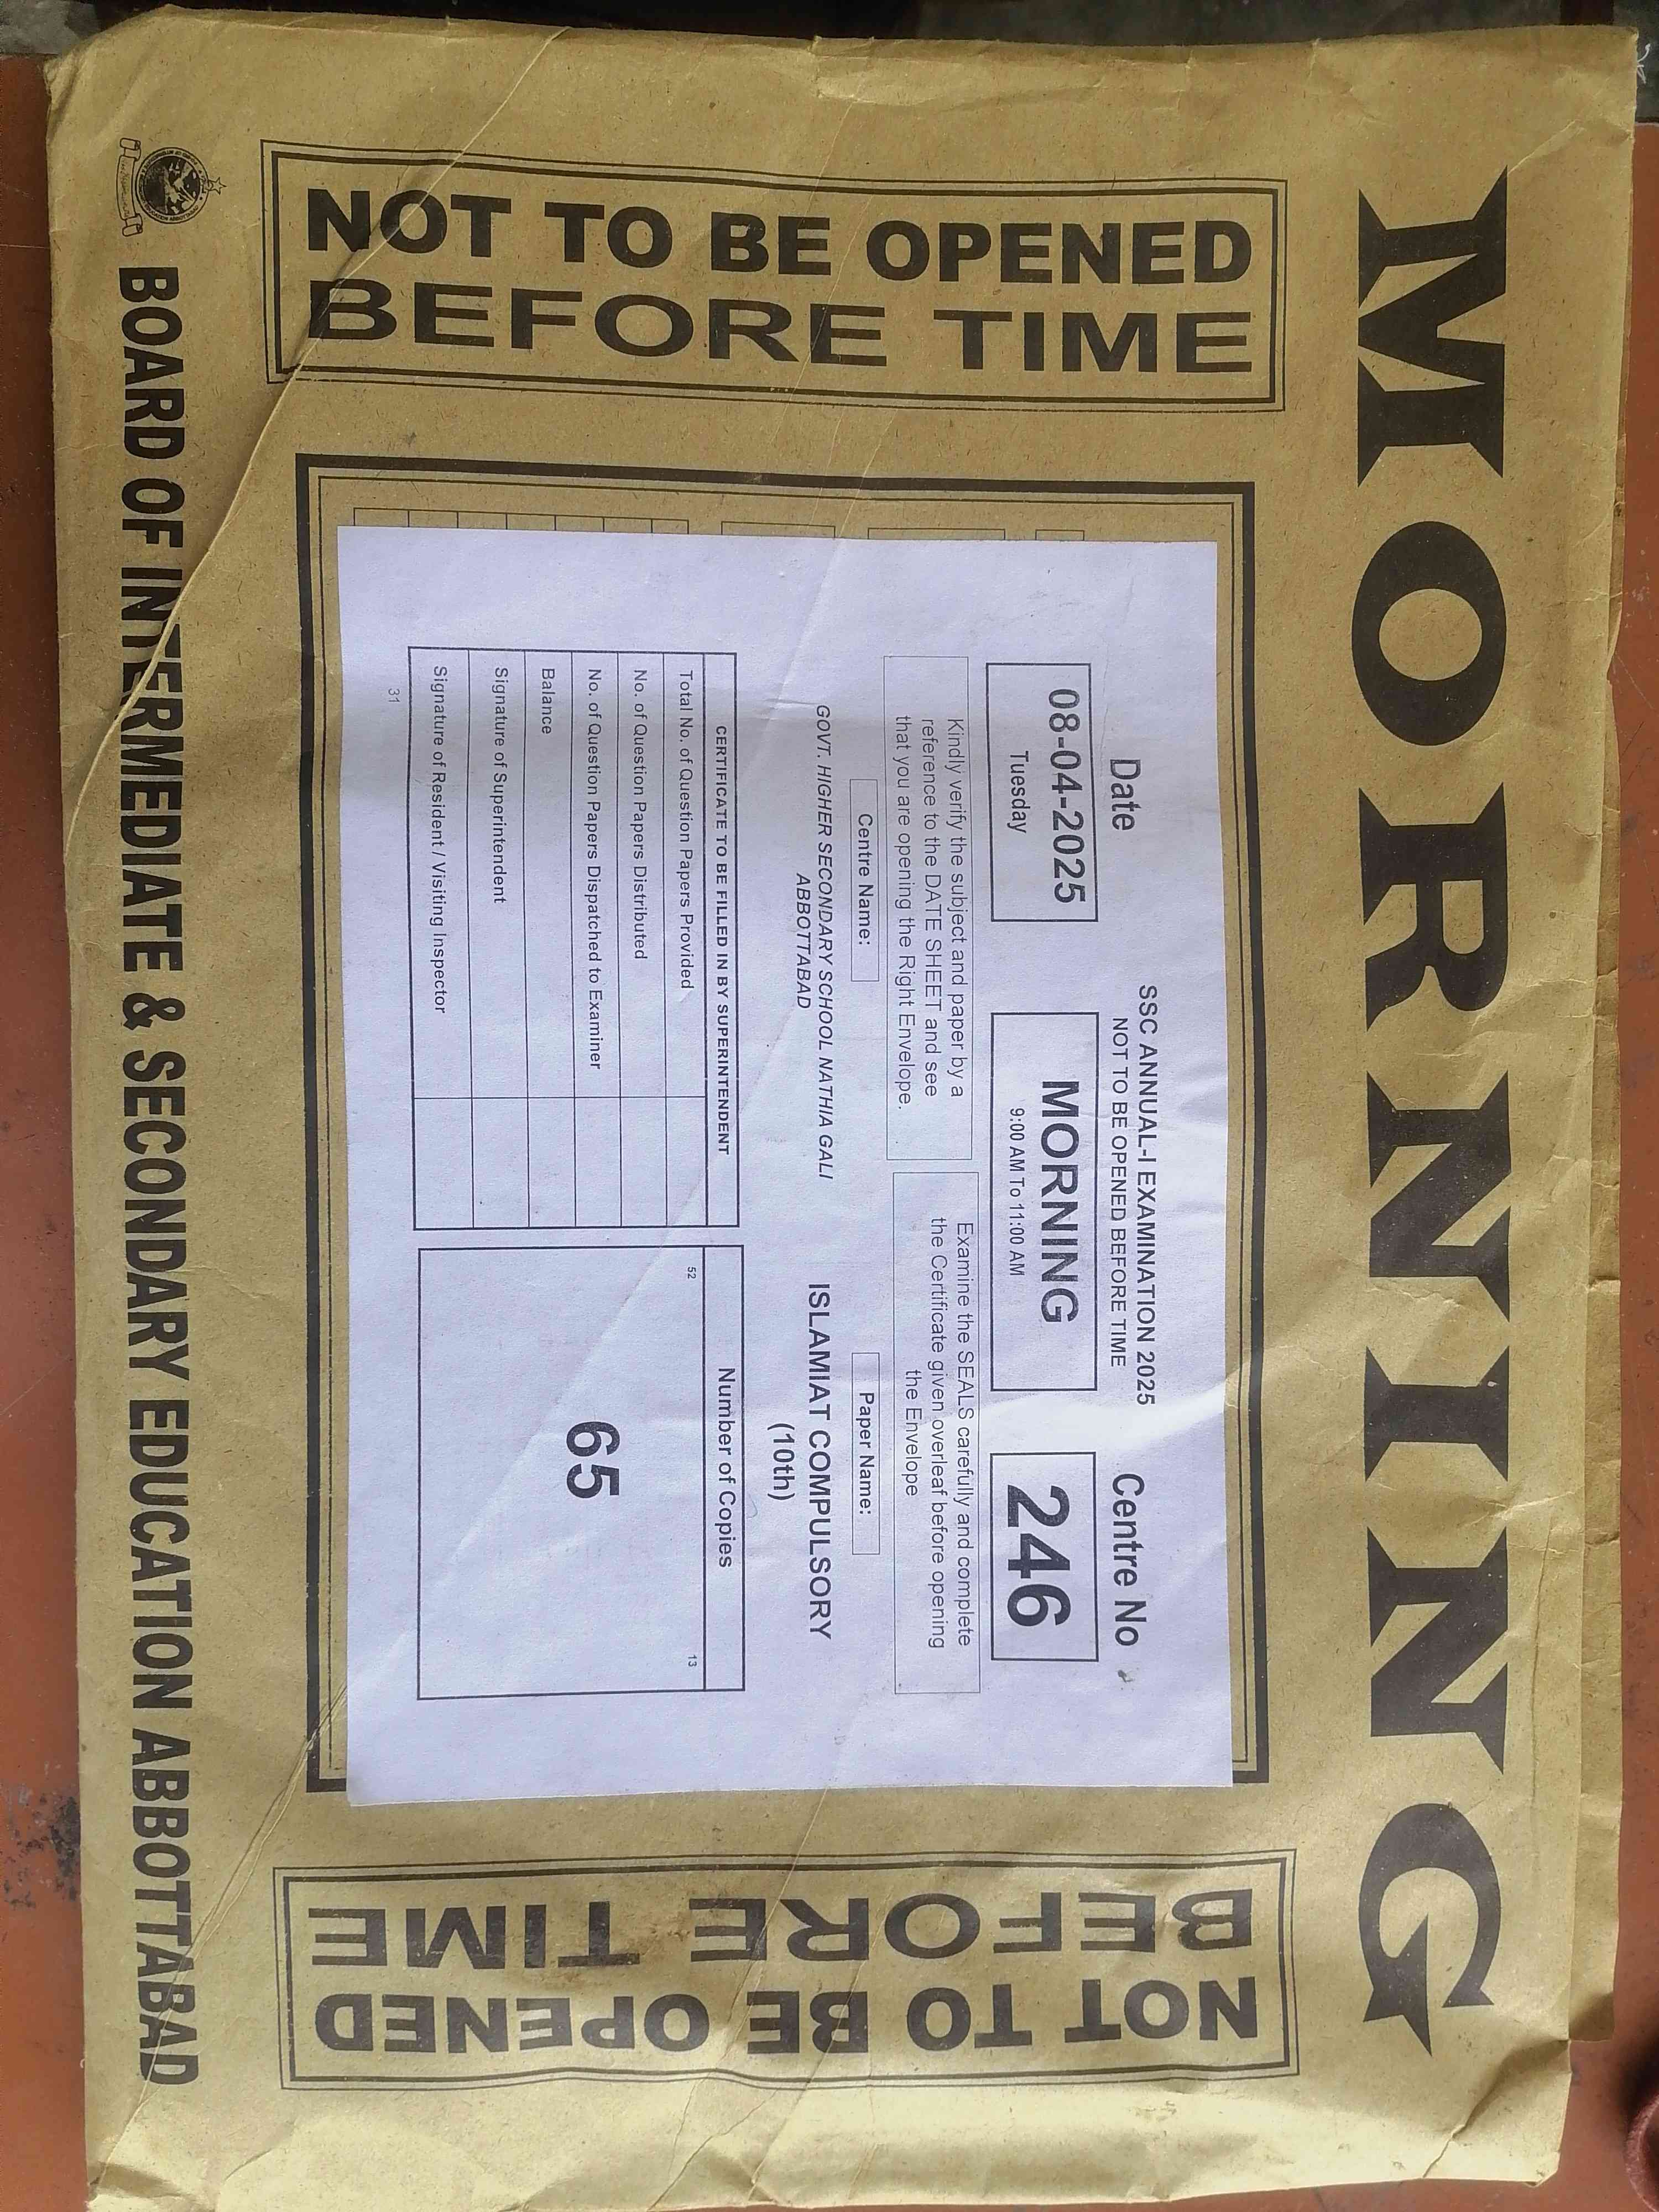 MORNING
NOT TO BE OPENED
BEFORE TIME
SSC ANNUAL-I EXAMINATION 2025
NOT TO BE OPENED BEFORE TIME
Date
08-04-2025
Tuesday
MORNING
9:00 AM To 11:00 AM
Centre No
246
Kindly verify the subject and paper by a
reference to the DATE SHEET and see
that you are opening the Right Envelope.
Examine the SEALS carefully and complete
the Certificate given overleaf before opening
the Envelope
Centre Name:
GOVT. HIGHER SECONDARY SCHOOL NATHIA GALI
ABBOTTABAD
Paper Name:
ISLAMIAT COMPULSORY
(10th)
CERTIFICATE TO BE FILLED IN BY SUPERINTENDENT
Total No. of Question Papers Provided
No. of Question Papers Distributed
No. of Question Papers Dispatched to Examiner
Balance
Signature of Superintendent
Signature of Resident / Visiting Inspector
31
Number of Copies
52
13
65
NOT TO BE OPENED
BEFORE TIME
BOARD OF INTERMEDIATE & SECONDARY EDUCATION ABBOTTABAD